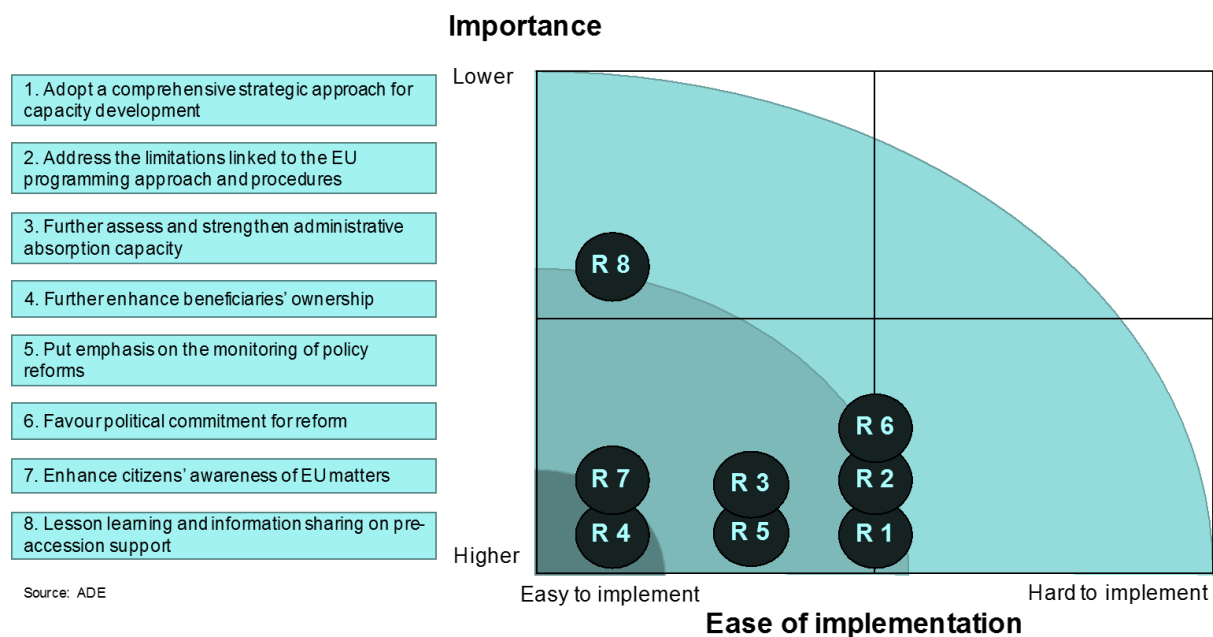 Importance
1. Adopt a comprehensive strategic approach for
capacity development
2. Address the limitations linked to the EU
programming approach and procedures
3. Further assess and strengthen administrative
absorption capacity
4. Further enhance beneficiaries’ ownership
5. Put emphasis on the monitoring of policy
reforms
6. Favour political commitment for reform
7. Enhance citizens’ awareness of EU matters
8. Lesson learning and information sharing on pre-
accession support
Source: ADE
Lower
R 8
R 6
R 7
R 3
R 2
R 4
R 5
R 1
Higher
Easy to implement
Hard to implement
Ease of implementation